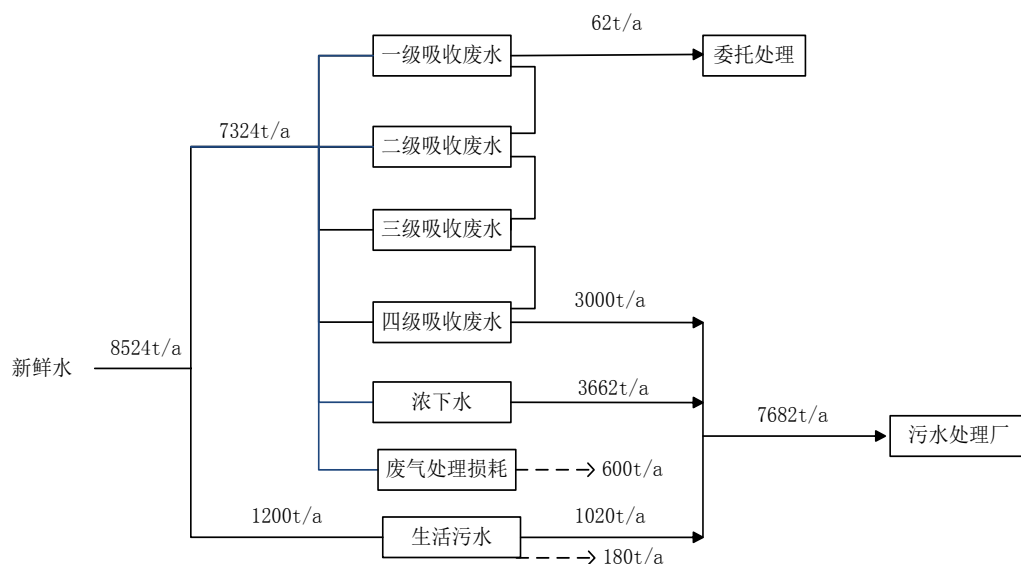 62t/a
一级吸收废水
委托处理
7324t/a
二级吸收废水
三级吸收废水
四级吸收废水
3000t/a
新鲜水
8524t/a
浓下水
3662t/a
7682t/a
污水处理厂
废气处理损耗
600t/a
1200t/a
生活污水
1020t/a
180t/a